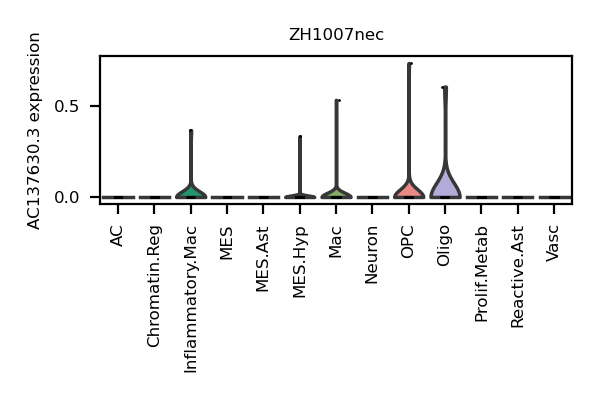 ZH1007nec
AC137630.3 expression
0.5
0.0
AC
Chromatin.Reg
Inflammatory.Mac
MES
MES.Ast
MES.Hyp
Mac
Neuron
OPC
Oligo
Prolif.Metab
Reactive.Ast
Vasc